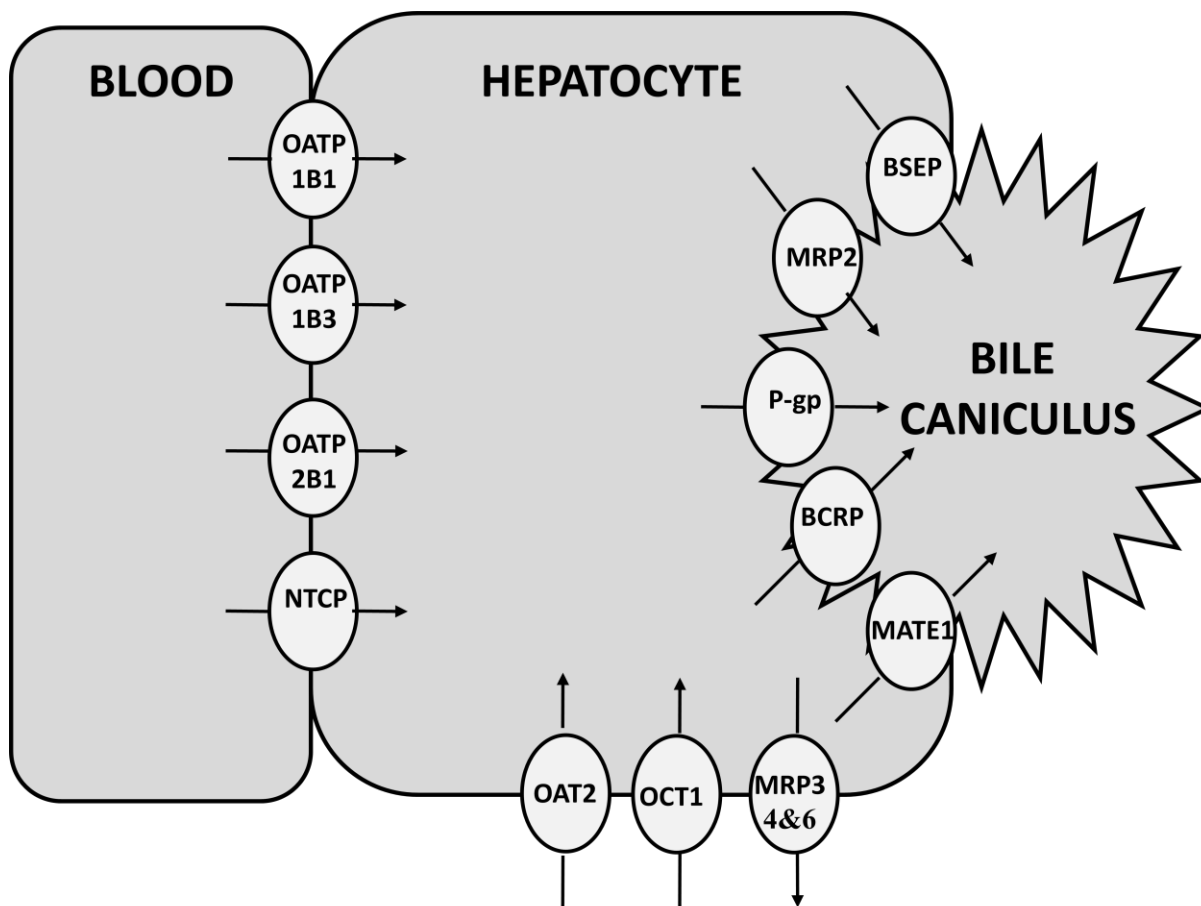 BLOOD
HEPATOCYTE
OATP
1B1
OATP
1B3
OATP
2B1
NTCP
BSEP
MRP2
P-gp
BCRP
MATE1
BILE
CANICULUS
OAT2
OCT1
MRP3
4&6